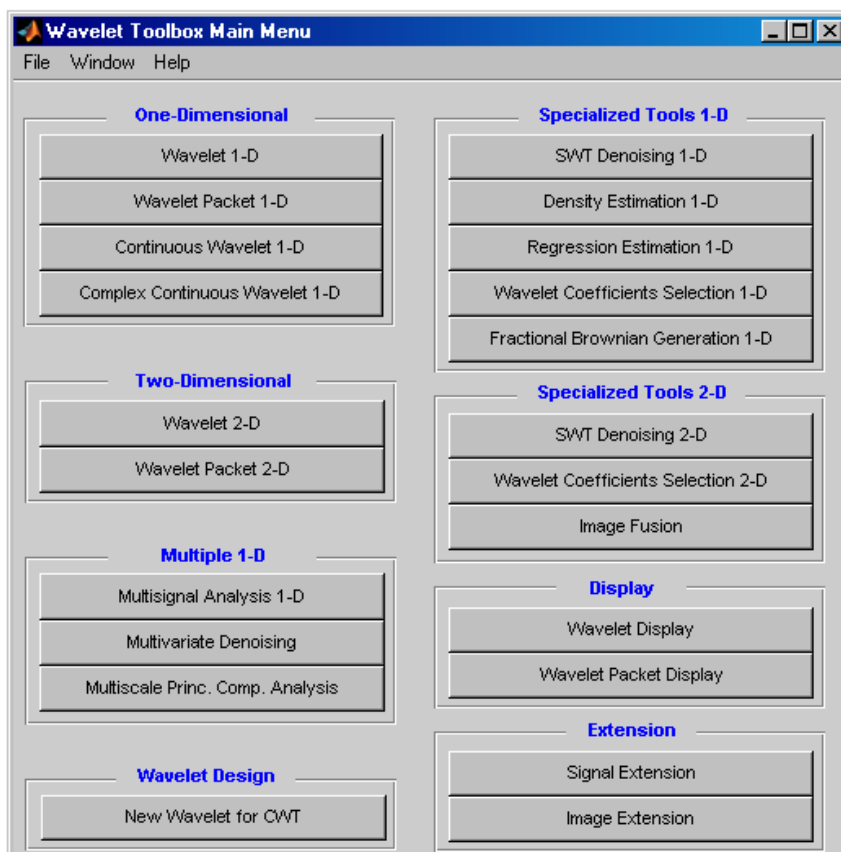 Wavelet Toolbox Main Menu
File Window Help
One-Dimensional
Wavelet 1-D
Wavelet Packet 1-D
Continuous Wavelet 1-D
Complex Continuous Wavelet 1-D
Two-Dimensional
Wavelet 2-D
Wavelet Packet 2-D
Multiple 1-D
Multisignal Analysis 1-D
Multivariate Denoising
Multiscale Princ. Comp. Analysis
Wavelet Design
New Wavelet for CWT
Specialized Tools 1-D
SWT Denoising 1-D
Density Estimation 1-D
Regression Estimation 1-D
Wavelet Coefficients Selection 1-D
Fractional Brownian Generation 1-D
Specialized Tools 2-D
SWT Denoising 2-D
Wavelet Coefficients Selection 2-D
Image Fusion
Display
Wavelet Display
Wavelet Packet Display
Extension
Signal Extension
Image Extension